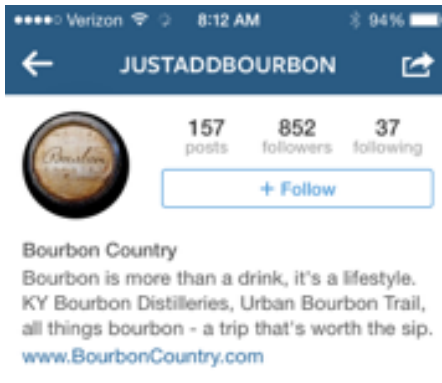 Verizon 8:12 AM 94%
JUSTADDBOURBON
157 852 37
posts followers following
+ Follow
Bourbon
Bourbon Country
Bourbon is more than a drink, it's a lifestyle.
KY Bourbon Distilleries, Urban Bourbon Trail,
all things bourbon - a trip that's worth the sip.
www.BourbonCountry.com